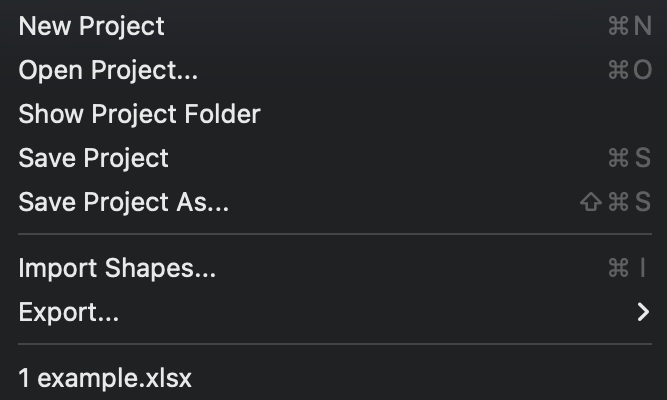 New Project ⌘N
Open Project... ⌘O
Show Project Folder
Save Project ⌘S
Save Project As... ⇧⌘S
Import Shapes... ⌘I
Export...
1 example.xlsx